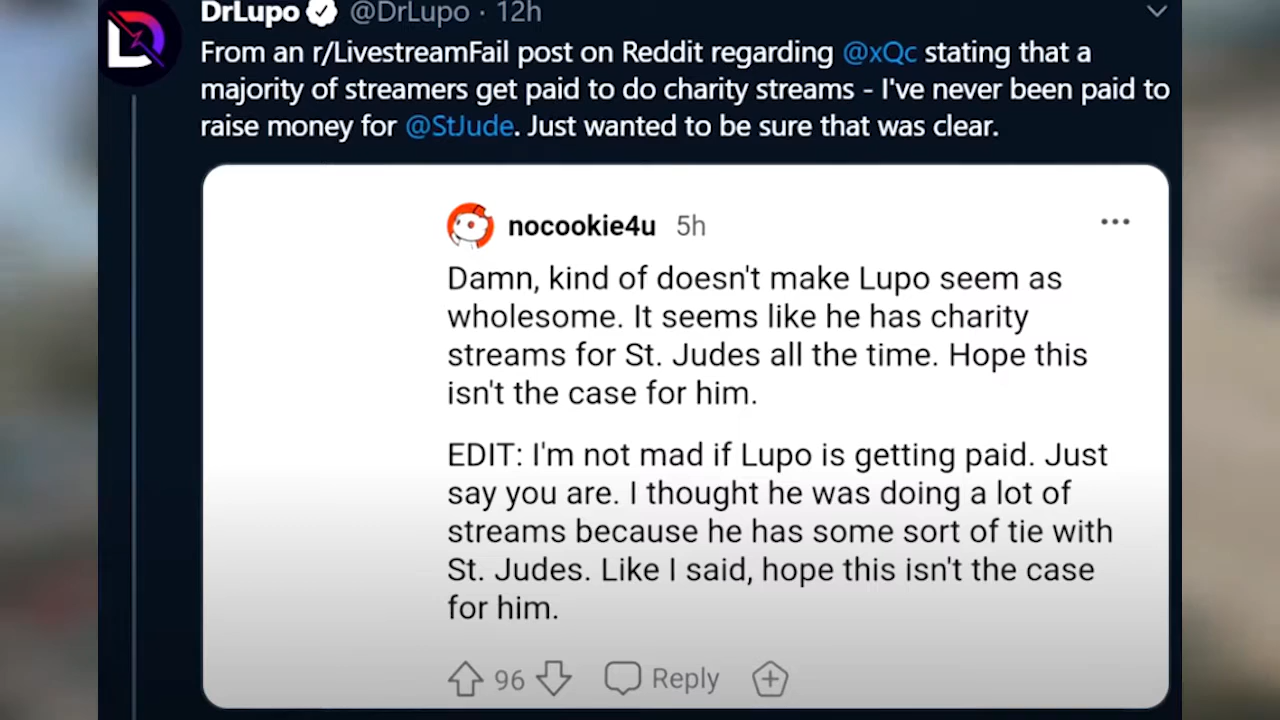 DrLupo @DrLupo · 12h
From an r/LivestreamFail post on Reddit regarding @xQc stating that a
majority of streamers get paid to do charity streams - I've never been paid to
raise money for @StJude. Just wanted to be sure that was clear.
nocookie4u 5h
Damn, kind of doesn't make Lupo seem as
wholesome. It seems like he has charity
streams for St. Judes all the time. Hope this
isn't the case for him.
EDIT: I'm not mad if Lupo is getting paid. Just
say you are. I thought he was doing a lot of
streams because he has some sort of tie with
St. Judes. Like I said, hope this isn't the case
for him.
96 Reply